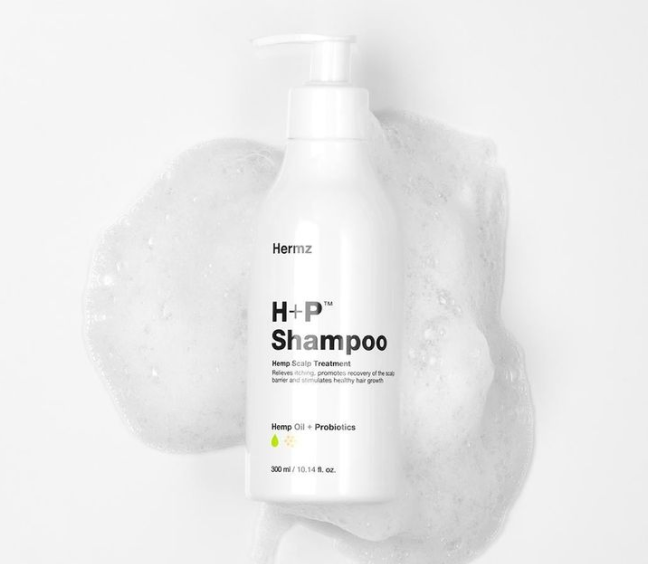 Hermz
H+P™
Shampoo
Hemp Scalp Treatment
Relieves itching, promotes recovery of the scalp
barrier and stimulates healthy hair growth
Hemp Oil + Probiotics
300 ml / 10.14 fl. oz.